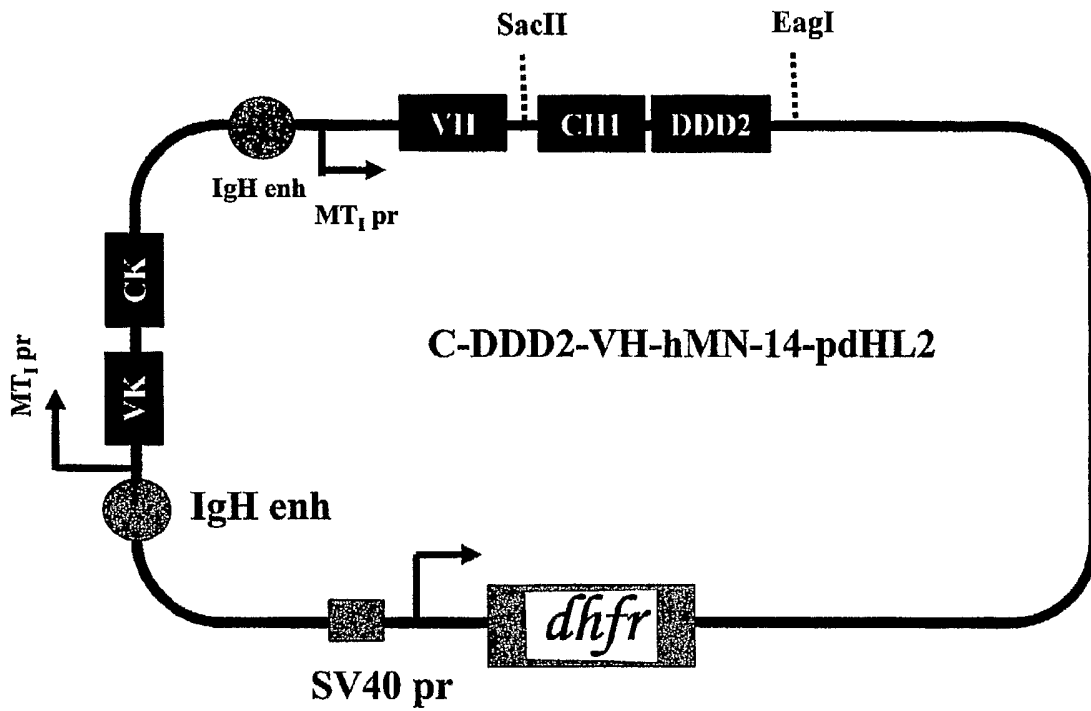 SacII
EagI
VH
CH1
DDD2
IgH enh
MTI pr
CK
C-DDD2-VH-hMN-14-pdHL2
MTI pr
VK
IgH enh
dhfr
SV40 pr